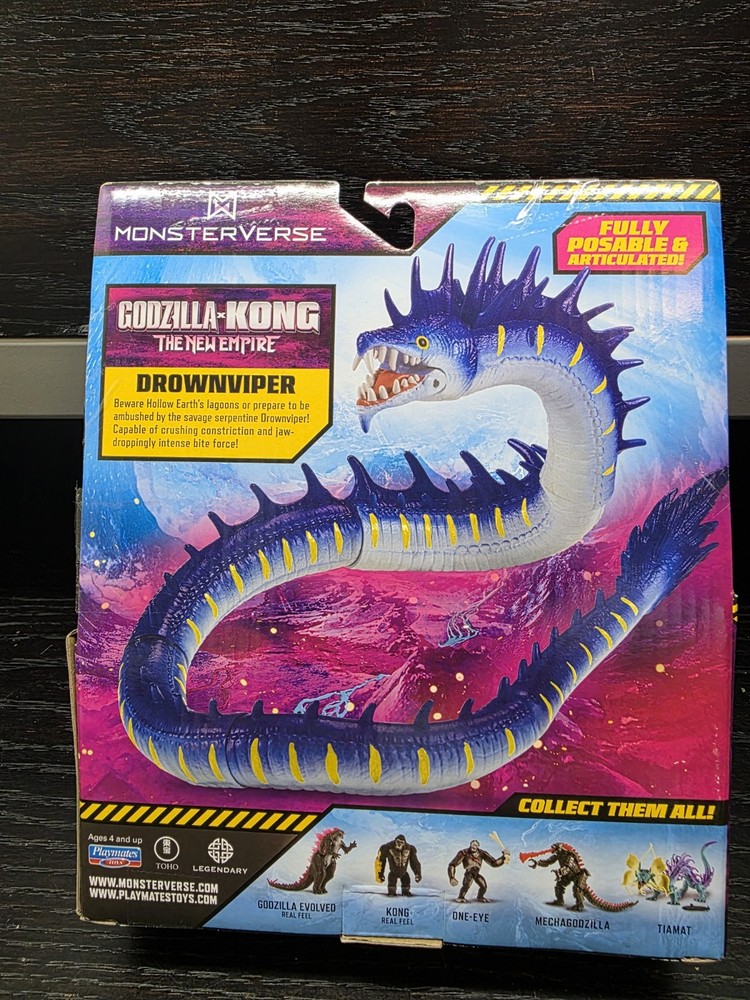 MONSTERVERSE
FULLY
POSABLE &
ARTICULATED!
GODZILLA x KONG
THE NEW EMPIRE
DROWNVIPER
Beware Hollow Earth's lagoons or prepare to be
ambushed by the savage serpentine Drownviper!
Capable of crushing constriction and jaw-
droppingly intense bite force!
COLLECT THEM ALL!
Ages 4 and up
Playmates
TOYS
東宝
TOHO
LEGENDARY
WWW.MONSTERVERSE.COM
WWW.PLAYMATESTOYS.COM
GODZILLA EVOLVED
REAL FEEL
KONG
REAL FEEL
ONE-EYE
MECHAGODZILLA
TIAMAT